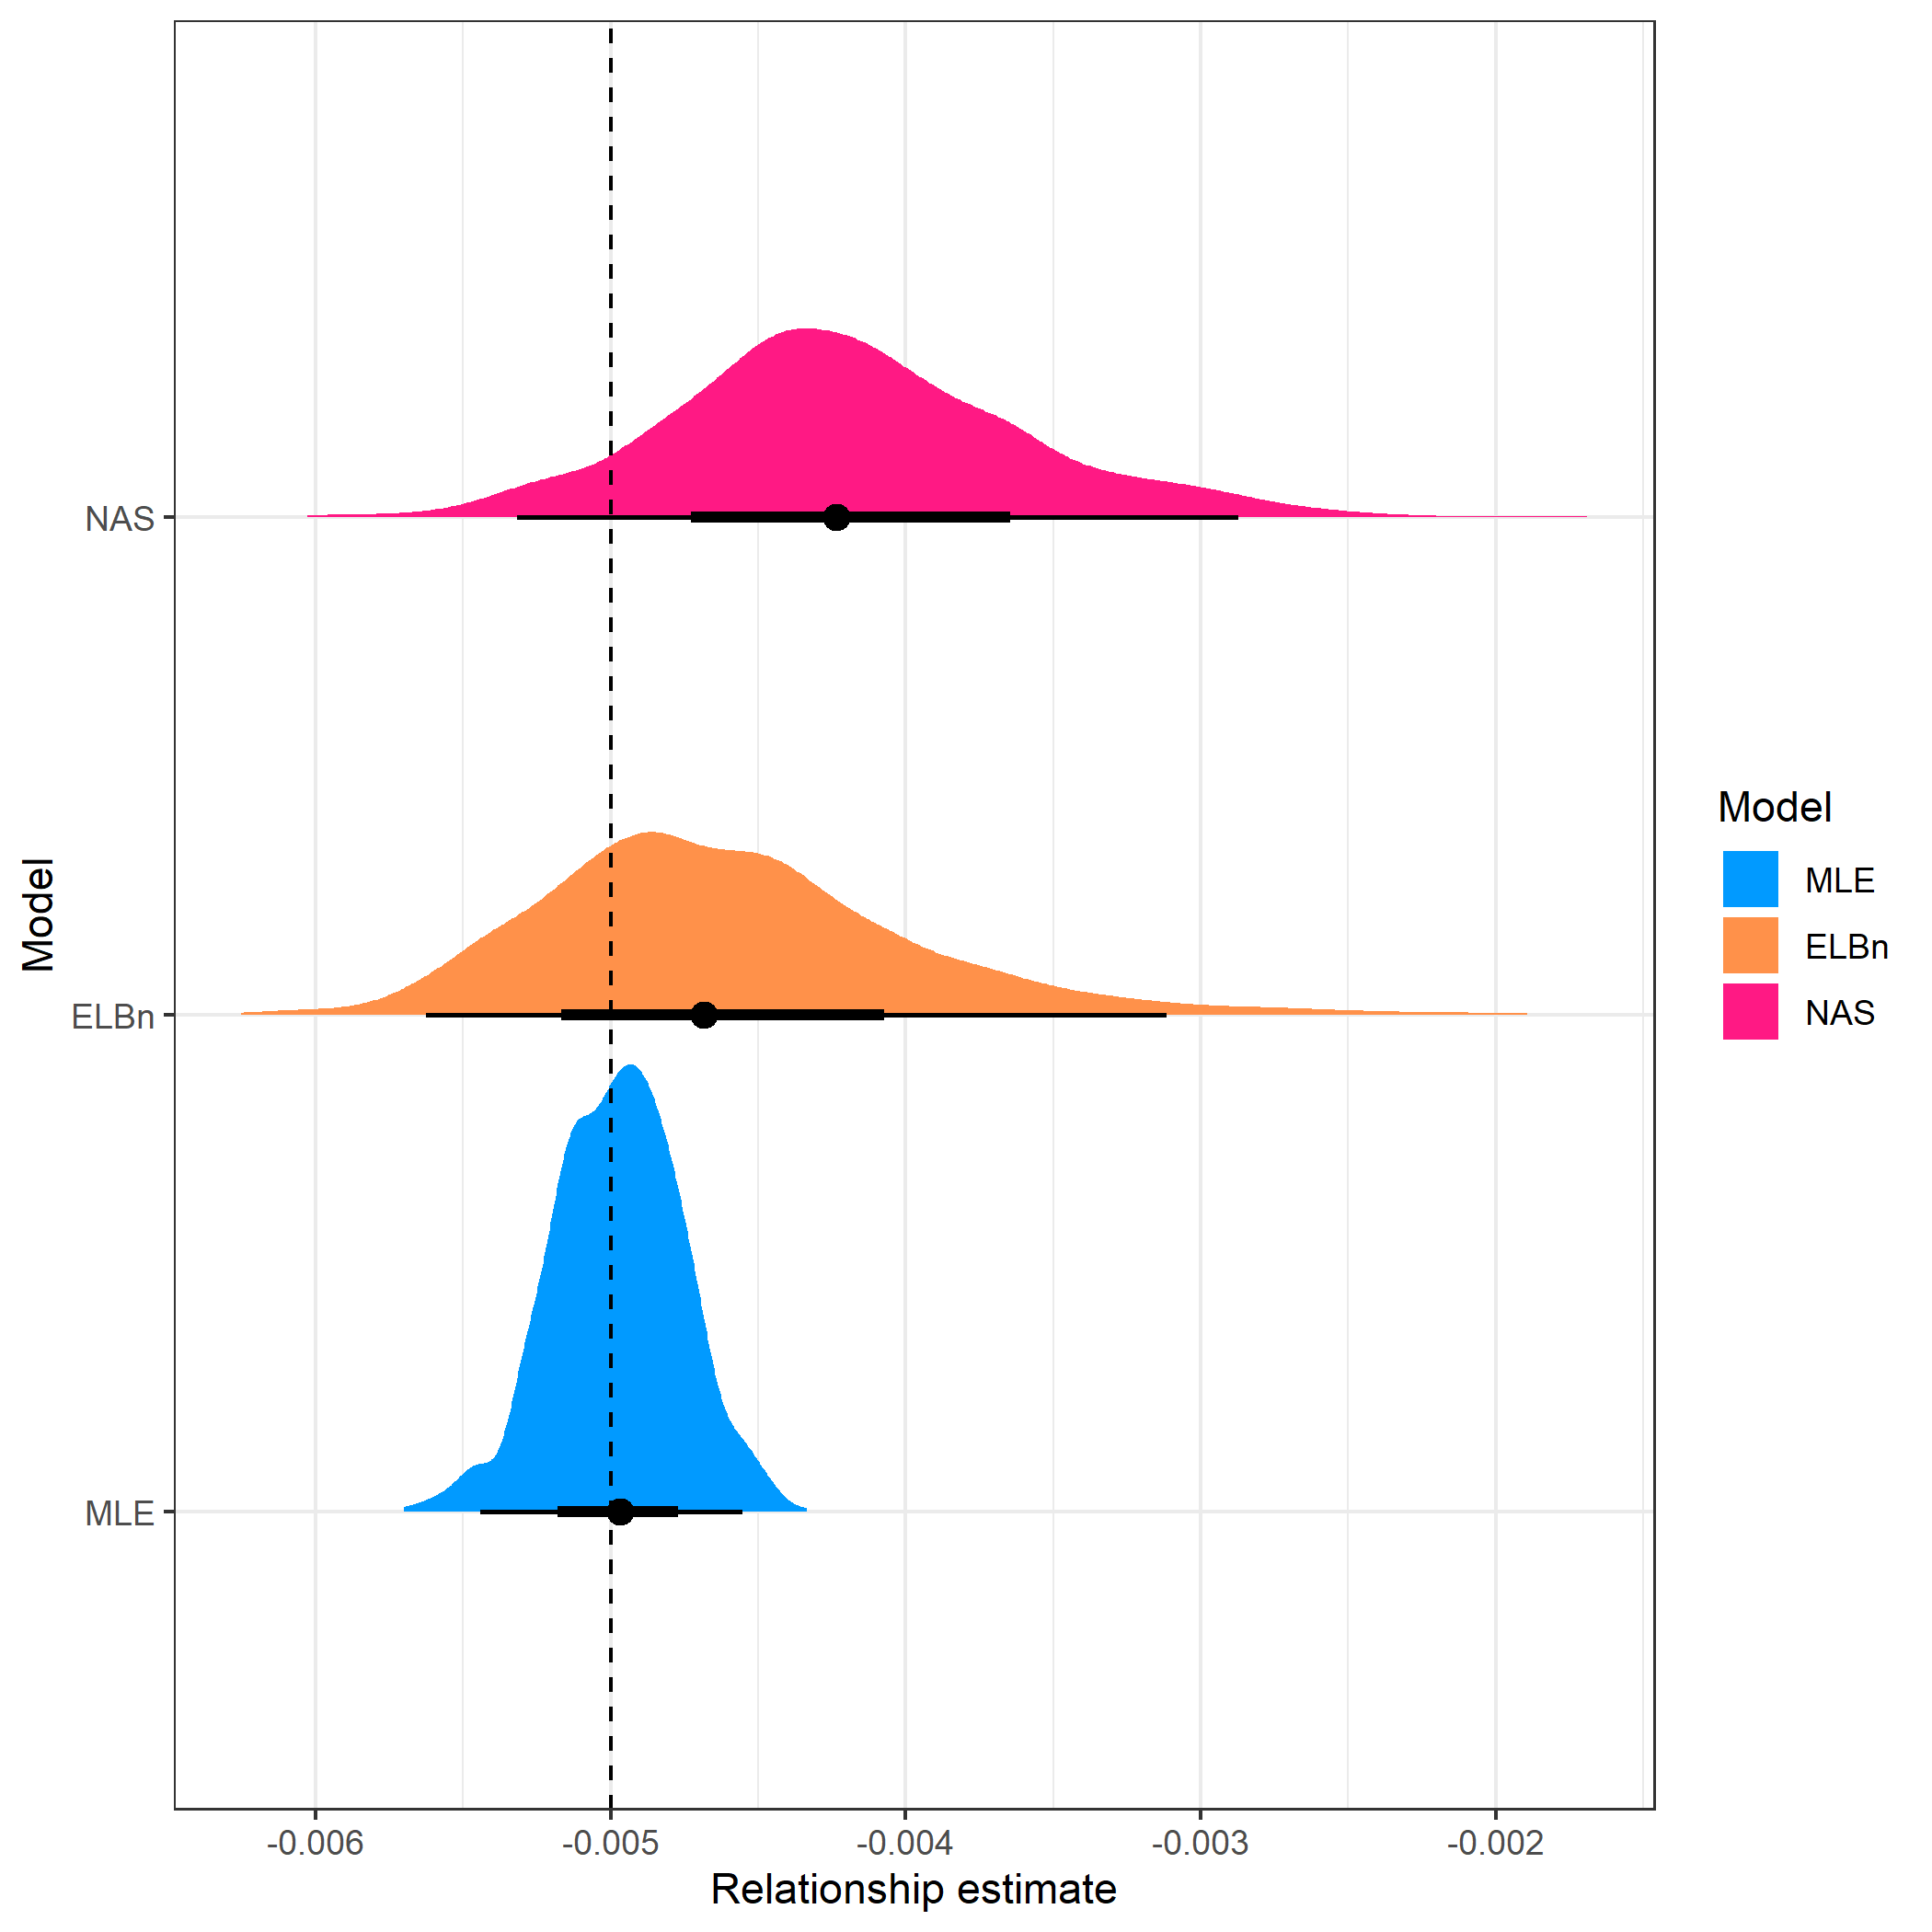 Model
NAS
ELBn
MLE
-0.006
-0.005
-0.004
-0.003
-0.002
Relationship estimate
Model
MLE
ELBn
NAS